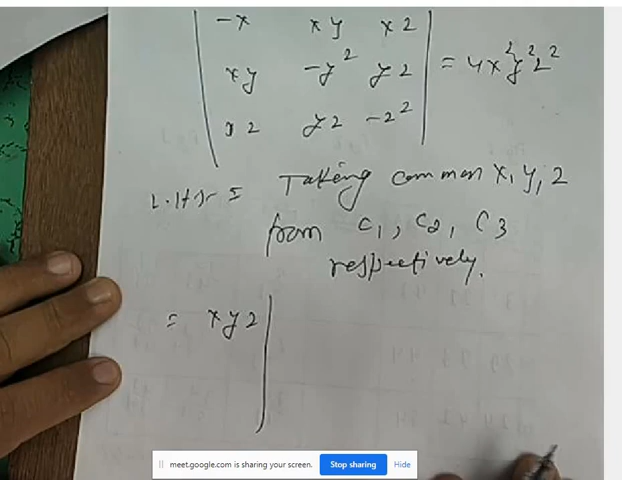 -x xy xz
xy -y² yz = 4x²y²z²
xz yz -z²
L.H.S = Taking common x, y, z
from C1, C2, C3
respectively.
= xyz
meet.google.com is sharing your screen. Stop sharing Hide